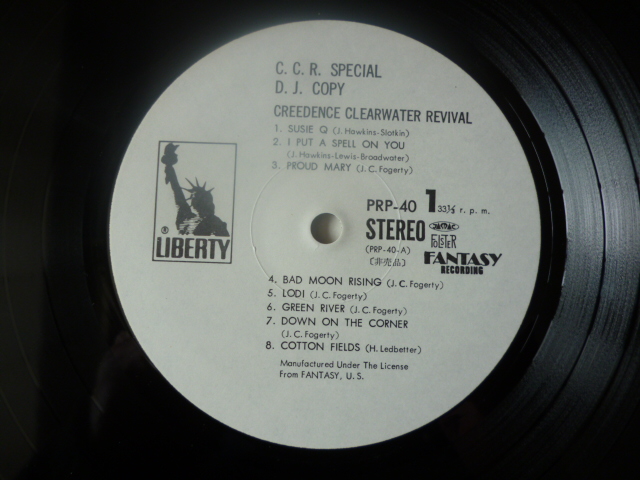 C. C. R. SPECIAL
D. J. COPY
CREEDENCE CLEARWATER REVIVAL
1. SUSIE Q (J. Hawkins-Slotkin)
2. I PUT A SPELL ON YOU
(J. Hawkins-Lewis-Broadwater)
3. PROUD MARY (J. C. Fogerty)
® LIBERTY
PRP-40 1 33⅓ r. p. m.
STEREO
(PRP-40-A)
(非売品)
FANTASY
RECORDING
4. BAD MOON RISING (J. C. Fogerty)
5. LODI (J. C. Fogerty)
6. GREEN RIVER (J. C. Fogerty)
7. DOWN ON THE CORNER
(J. C. Fogerty)
8. COTTON FIELDS (H. Ledbetter)
Manufactured Under The License
From FANTASY, U. S.